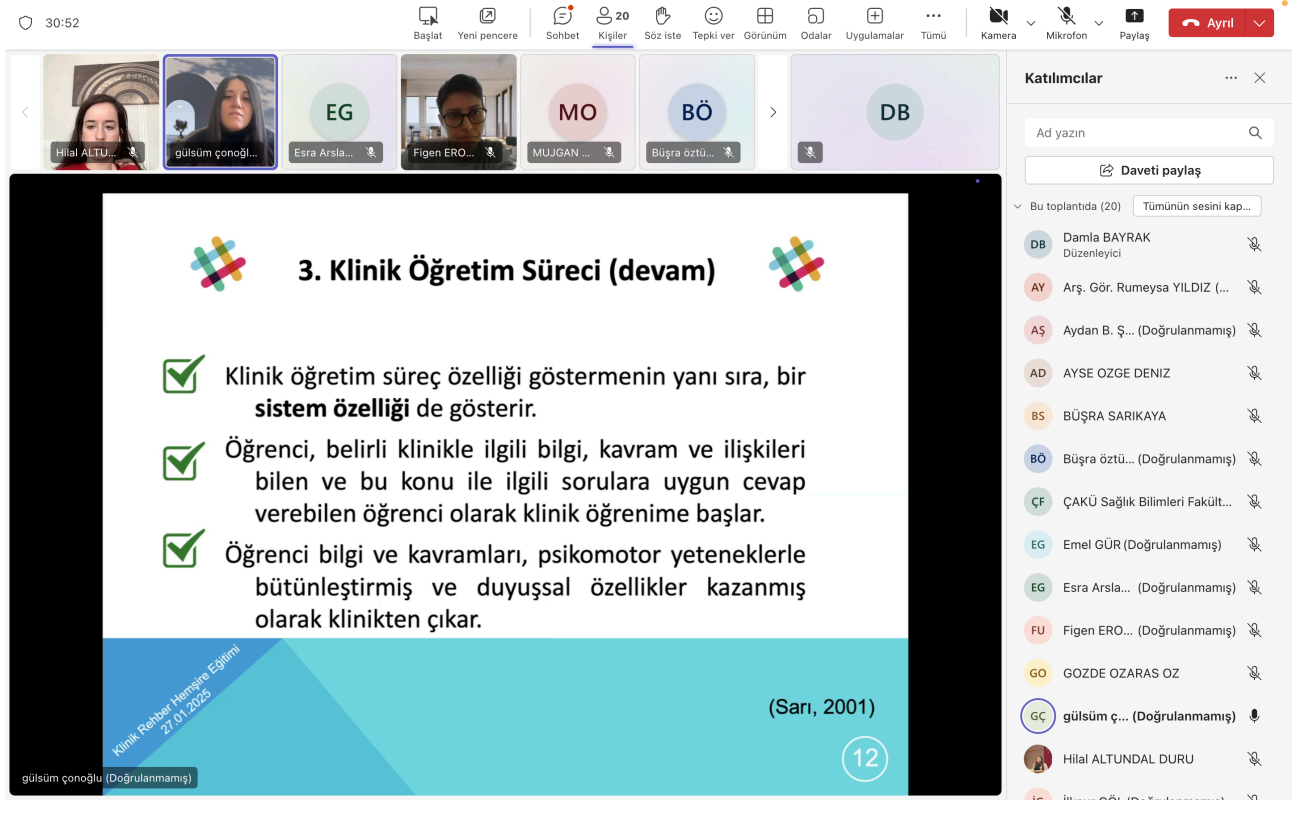 30:52
Başlat
Yeni pencere
Sohbet
20
Kişiler
Söz iste
Tepki ver
Görünüm
Odalar
Uygulamalar
Tümü
Kamera
Mikrofon
Paylaş
Ayrıl
Hilal ALTU...
gülsüm çonoğl...
EG
Esra Arsla...
Figen ERO...
MO
MUJGAN ...
BÖ
Büşra öztü...
DB
3. Klinik Öğretim Süreci (devam)
Klinik öğretim süreç özelliği göstermenin yanı sıra, bir
sistem özelliği de gösterir.
Öğrenci, belirli klinikle ilgili bilgi, kavram ve ilişkileri
bilen ve bu konu ile ilgili sorulara uygun cevap
verebilen öğrenci olarak klinik öğrenime başlar.
Öğrenci bilgi ve kavramları, psikomotor yeteneklerle
bütünleştirmiş ve duyuşsal özellikler kazanmış
olarak klinikten çıkar.
Klinik Rehber Hemşire Eğitimi
27.01.2025
(Sarı, 2001)
12
gülsüm çonoğlu (Doğrulanmamış)
Katılımcılar
Ad yazın
Daveti paylaş
Bu toplantıda (20)
Tümünün sesini kap...
DB
Damla BAYRAK
Düzenleyici
AY
Arş. Gör. Rumeysa YILDIZ (...
AŞ
Aydan B. Ş... (Doğrulanmamış)
AD
AYSE OZGE DENIZ
BS
BÜŞRA SARIKAYA
BÖ
Büşra öztü... (Doğrulanmamış)
ÇF
ÇAKÜ Sağlık Bilimleri Fakült...
EG
Emel GÜR (Doğrulanmamış)
EG
Esra Arsla... (Doğrulanmamış)
FU
Figen ERO... (Doğrulanmamış)
GO
GOZDE OZARAS OZ
GÇ
gülsüm ç... (Doğrulanmamış)
Hilal ALTUNDAL DURU